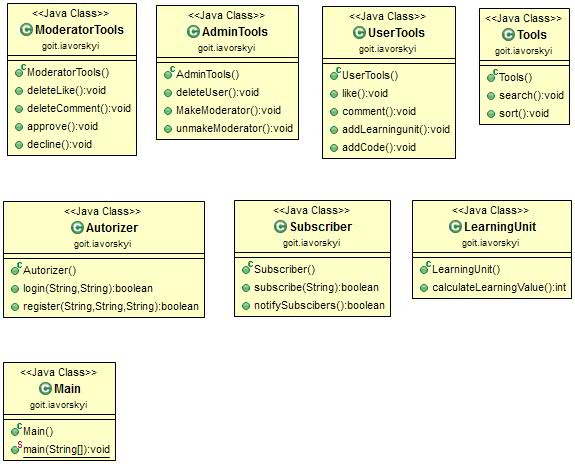 <<Java Class>>
ModeratorTools
goit.iavorskyi
ModeratorTools()
deleteLike():void
deleteComment():void
approve():void
decline():void
<<Java Class>>
AdminTools
goit.iavorskyi
AdminTools()
deleteUser():void
MakeModerator():void
unmakeModerator():void
<<Java Class>>
UserTools
goit.iavorskyi
UserTools()
like():void
comment():void
addLearningunit():void
addCode():void
<<Java Class>>
Tools
goit.iavorskyi
Tools()
search():void
sort():void
<<Java Class>>
Autorizer
goit.iavorskyi
Autorizer()
login(String,String):boolean
register(String,String,String):boolean
<<Java Class>>
Subscriber
goit.iavorskyi
Subscriber()
subscribe(String):boolean
notifySubscibers():boolean
<<Java Class>>
LearningUnit
goit.iavorskyi
LearningUnit()
calculateLearningValue():int
<<Java Class>>
Main
goit.iavorskyi
Main()
main(String[]):void